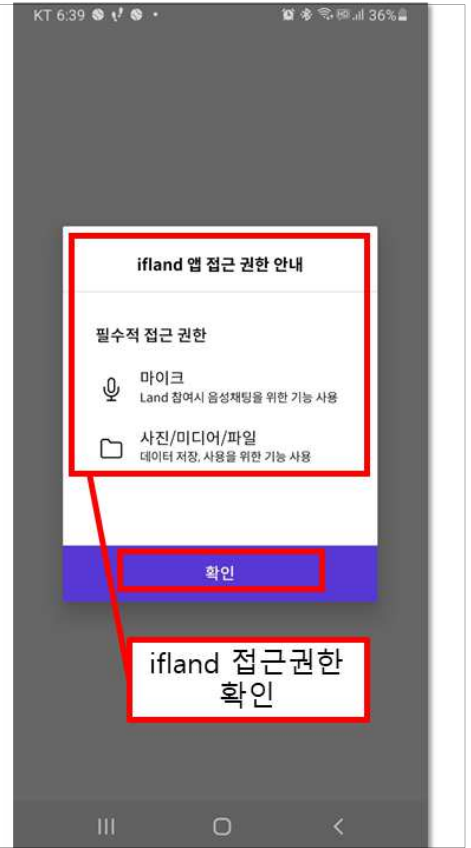 KT 6:39
36%
ifland 앱 접근 권한 안내
필수적 접근 권한
마이크
Land 참여시 음성채팅을 위한 기능 사용
사진/미디어/파일
데이터 저장, 사용을 위한 기능 사용
확인
ifland 접근권한
확인